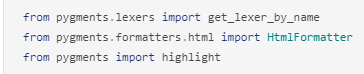 from pygments.lexers import get_lexer_by_name
from pygments.formatters.html import HtmlFormatter
from pygments import highlight